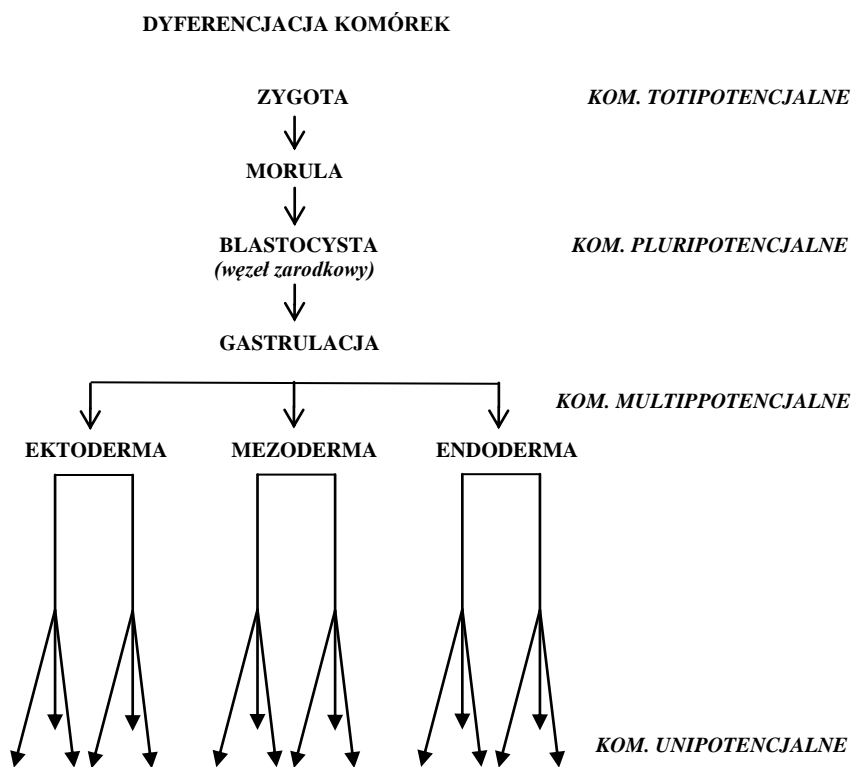 DYFERENCJACJA KOMÓREK
ZYGOTA
KOM. TOTIPOTENCJALNE
MORULA
BLASTOCYSTA
KOM. PLURIPOTENCJALNE
(węzeł zarodkowy)
GASTRULACJA
KOM. MULTIPPOTENCJALNE
EKTODERMA
MEZODERMA
ENDODERMA
KOM. UNIPOTENCJALNE